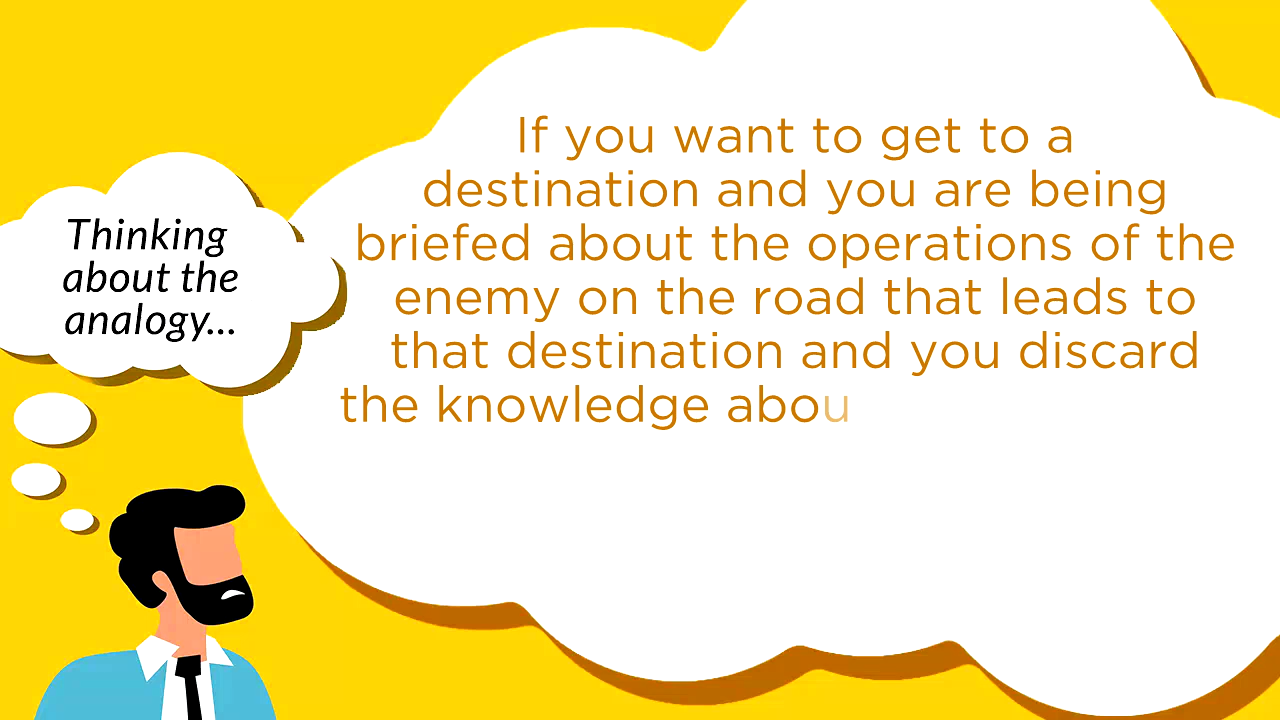 Thinking
about the
analogy...
If you want to get to a
destination and you are being
briefed about the operations of the
enemy on the road that leads to
that destination and you discard
the knowledge abou